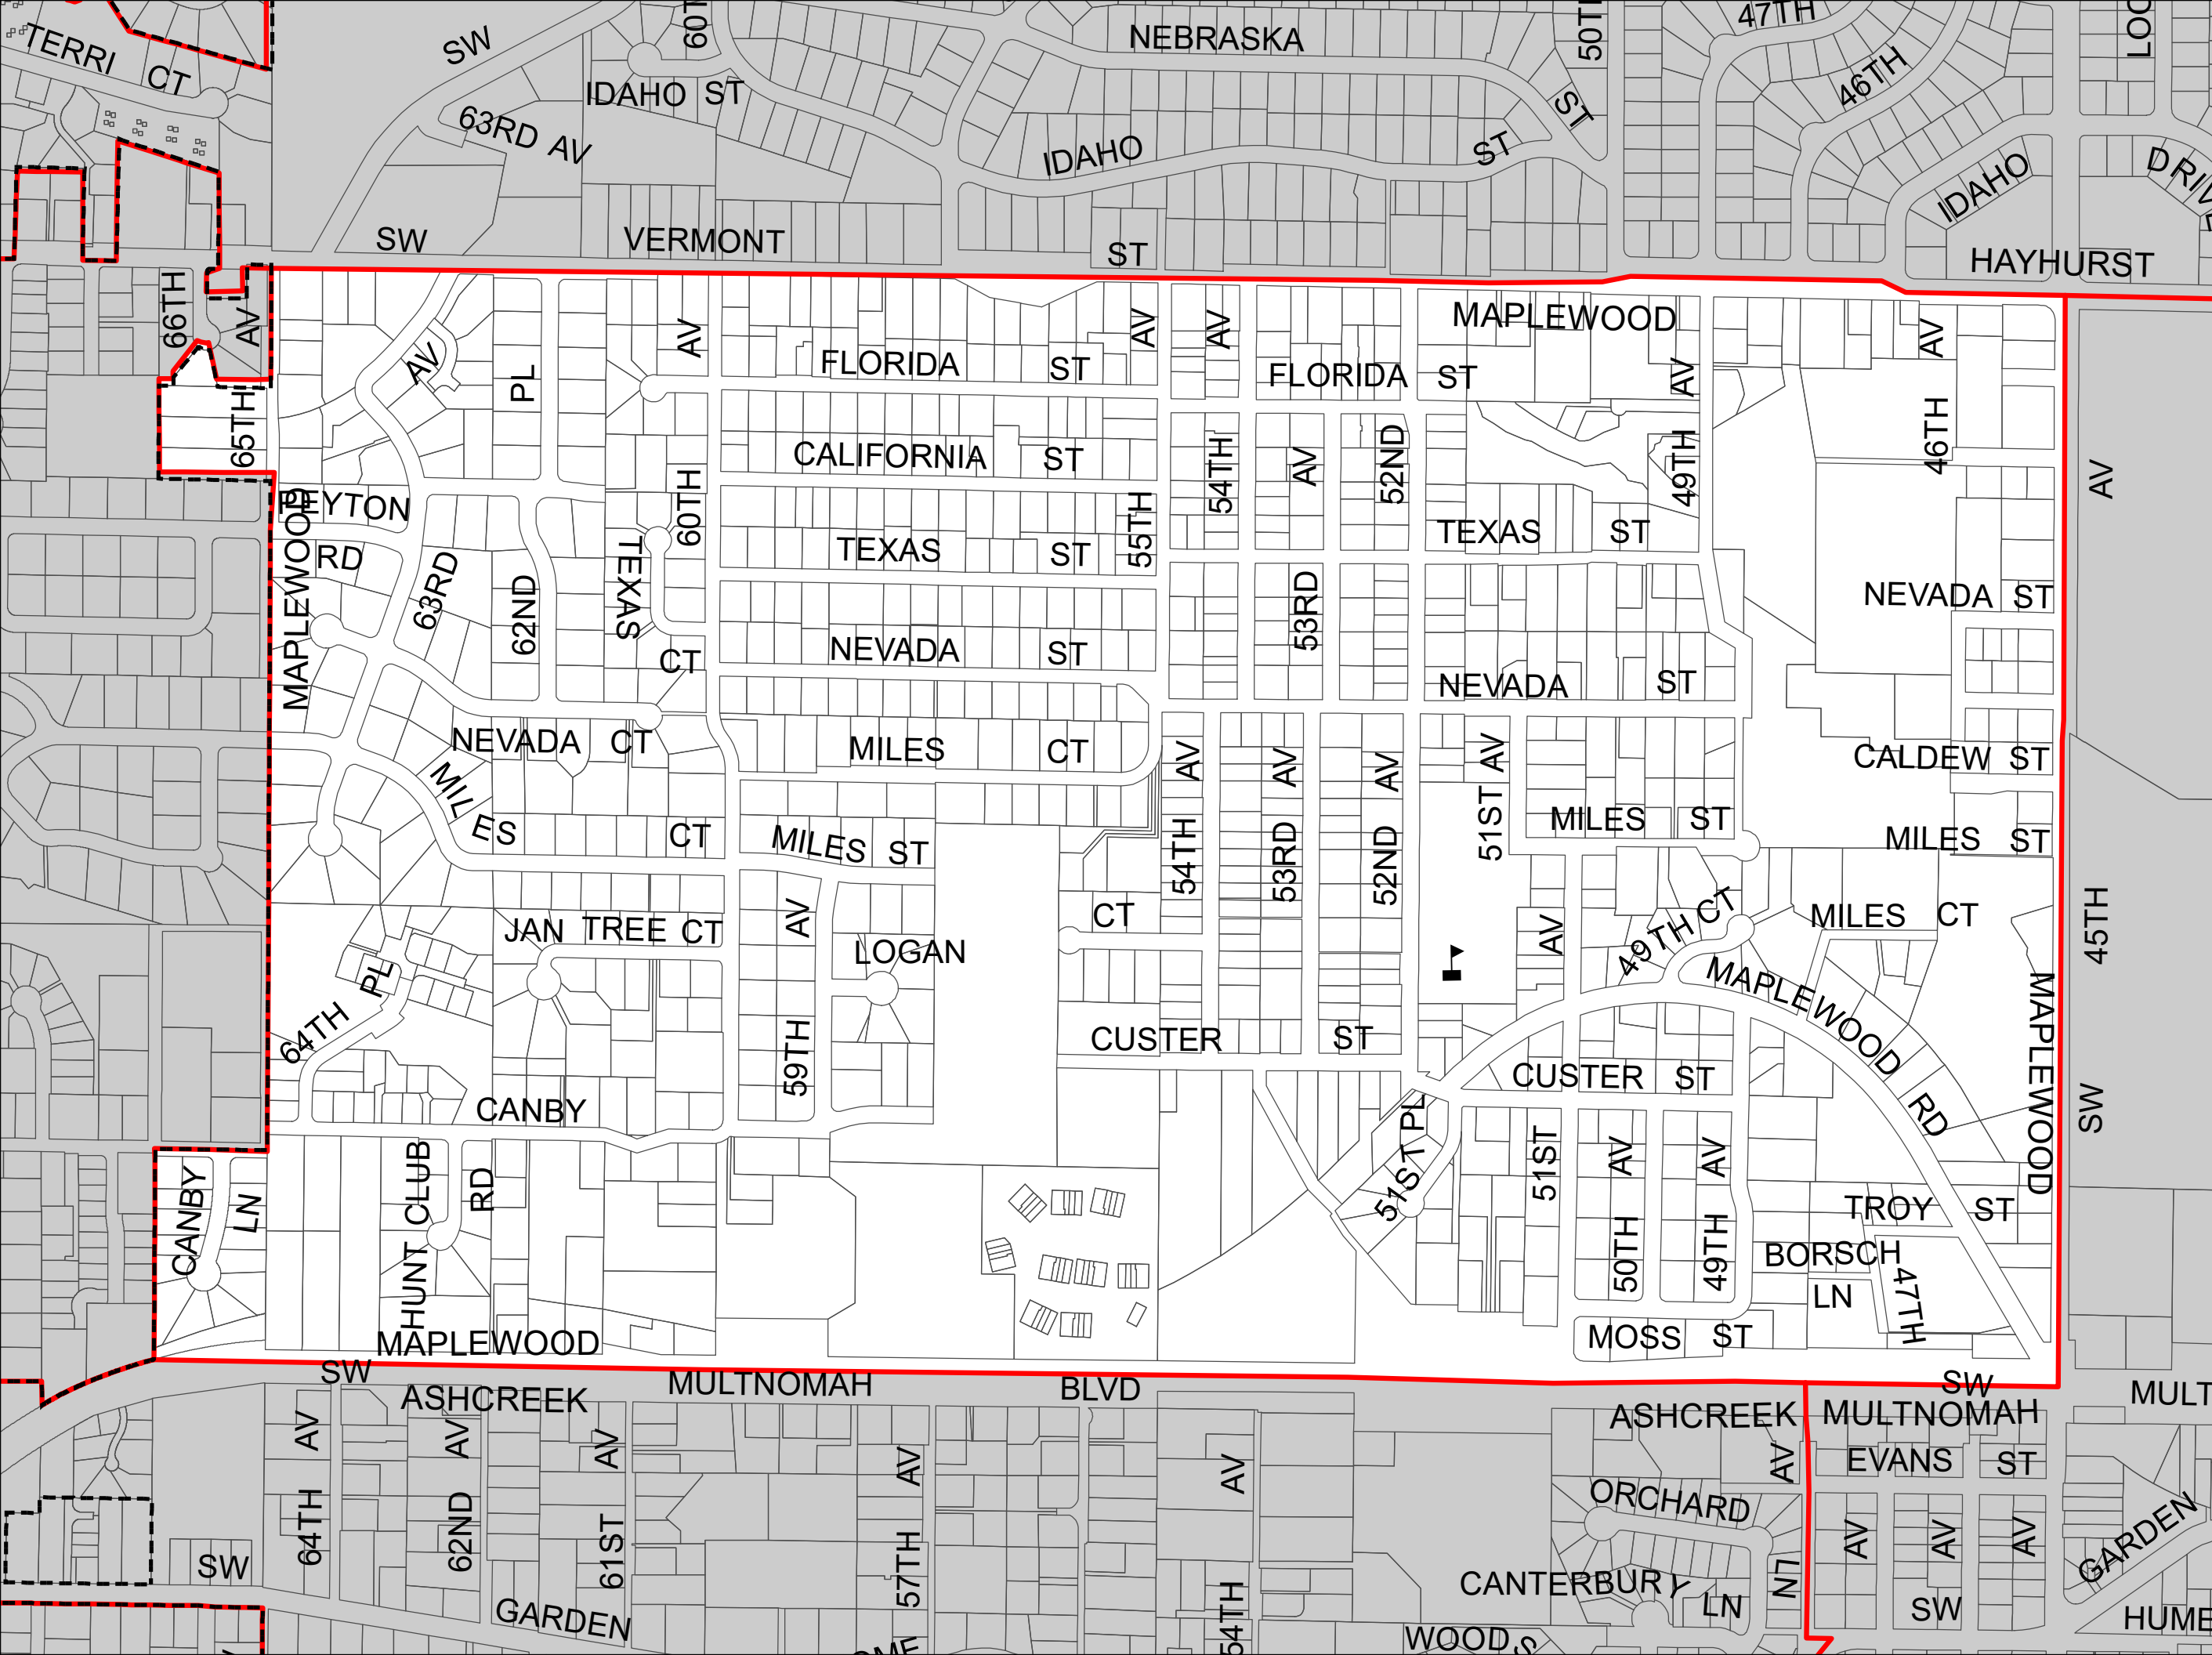 TERRI CT
SW
60T
NEBRASKA
50TH
47TH
46TH
LOC
IDAHO ST
63RD AV
IDAHO ST
ST
IDAHO
DRIV
SW VERMONT ST
HAYHURST
66TH AV
AV
PL
AV
FLORIDA ST
AV
AV
FLORIDA ST
MAPLEWOOD
AV
AV
65TH
CALIFORNIA ST
54TH
AV
52ND
49TH
46TH
AV
PEYTON
RD
MAPLEWOOD
63RD
62ND
TEXAS
CT
60TH
TEXAS ST
55TH
TEXAS ST
53RD
NEVADA ST
NEVADA ST
NEVADA ST
NEVADA CT
MILES CT
AV
AV
AV
AV
CALDEW ST
MILES
CT
MILES ST
54TH
53RD
52ND
51ST
MILES ST
MILES ST
JAN TREE CT
AV
LOGAN
CT
AV
49TH CT
MILES CT
45TH
64TH PL
59TH
CUSTER ST
MAPLEWOOD RD
MAPLEWOOD
CANBY
CUSTER ST
SW
CANBY LN
HUNT CLUB RD
51ST PL
51ST
AV
AV
50TH
49TH
TROY ST
BORSCH
LN
47TH
MOSS ST
MAPLEWOOD
SW MULTNOMAH BLVD
SW
MULT
ASHCREEK
ASHCREEK
MULTNOMAH
AV
AV
AV
AV
AV
AV
EVANS ST
64TH
62ND
61ST
57TH
54TH
ORCHARD
LN
AV
AV
AV
GARDEN
SW
GARDEN
CANTERBURY LN
SW
HUME
OME
WOODS